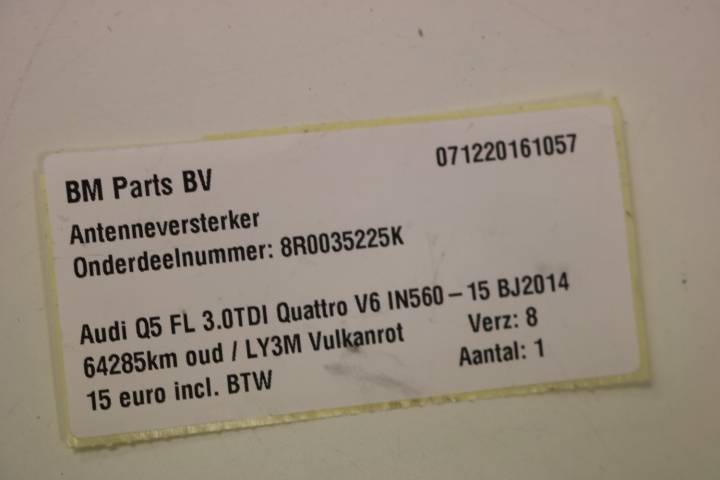 BM Parts BV
071220161057
Antenneversterker
Onderdeelnummer: 8R0035225K
Audi Q5 FL 3.0TDI Quattro V6 IN560 – 15 BJ2014
64285km oud / LY3M Vulkanrot
Verz: 8
15 euro incl. BTW
Aantal: 1